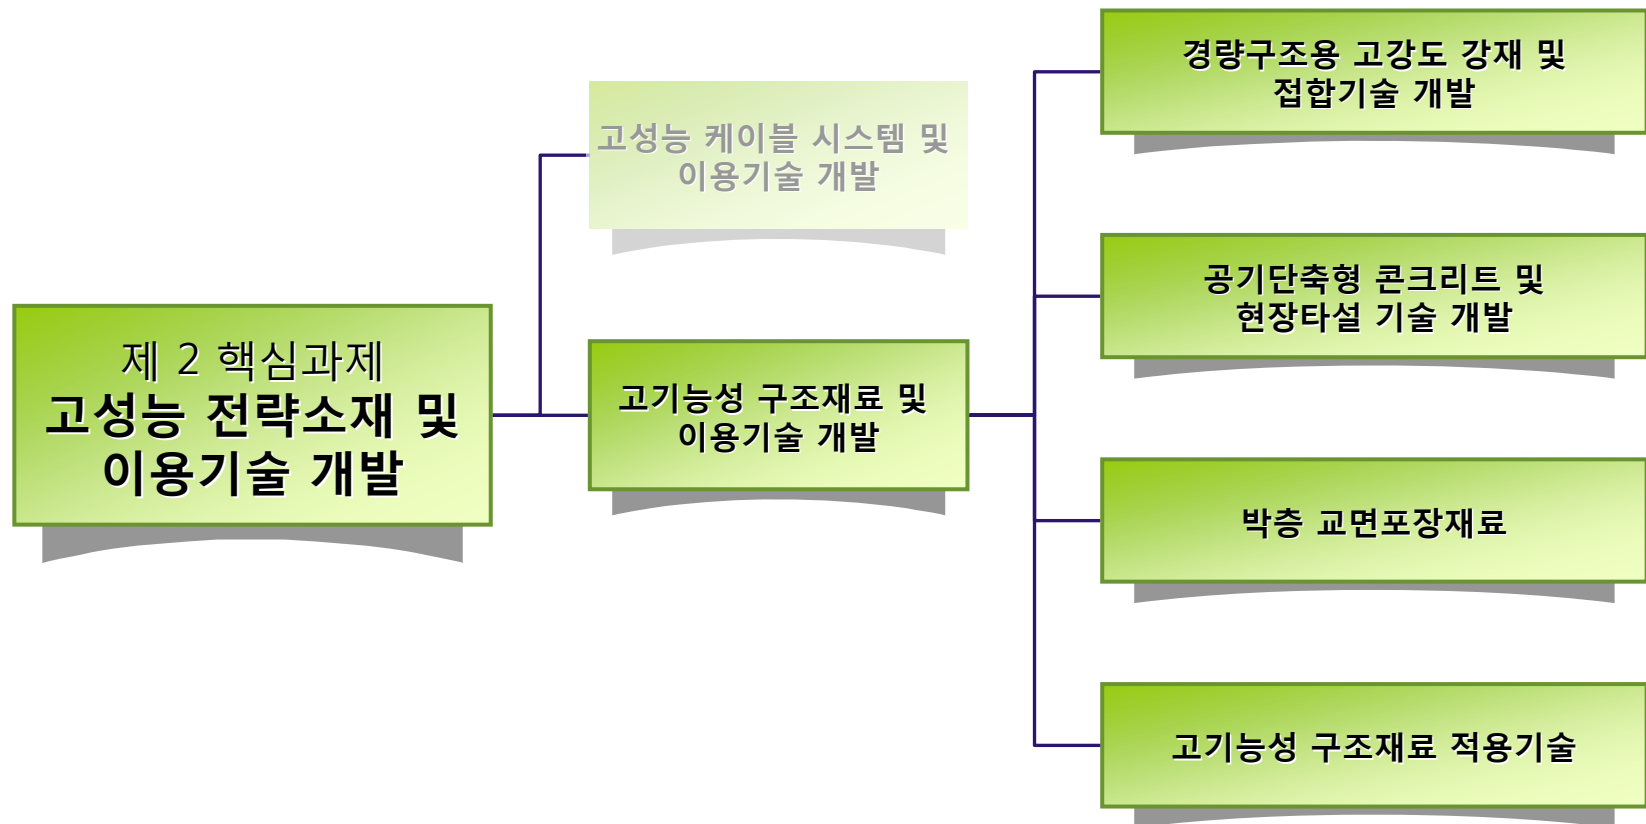 제 2 핵심과제
고성능 전략소재 및
이용기술 개발
고성능 케이블 시스템 및
이용기술 개발
고기능성 구조재료 및
이용기술 개발
경량구조용 고강도 강재 및
접합기술 개발
공기단축형 콘크리트 및
현장타설 기술 개발
박층 교면포장재료
고기능성 구조재료 적용기술